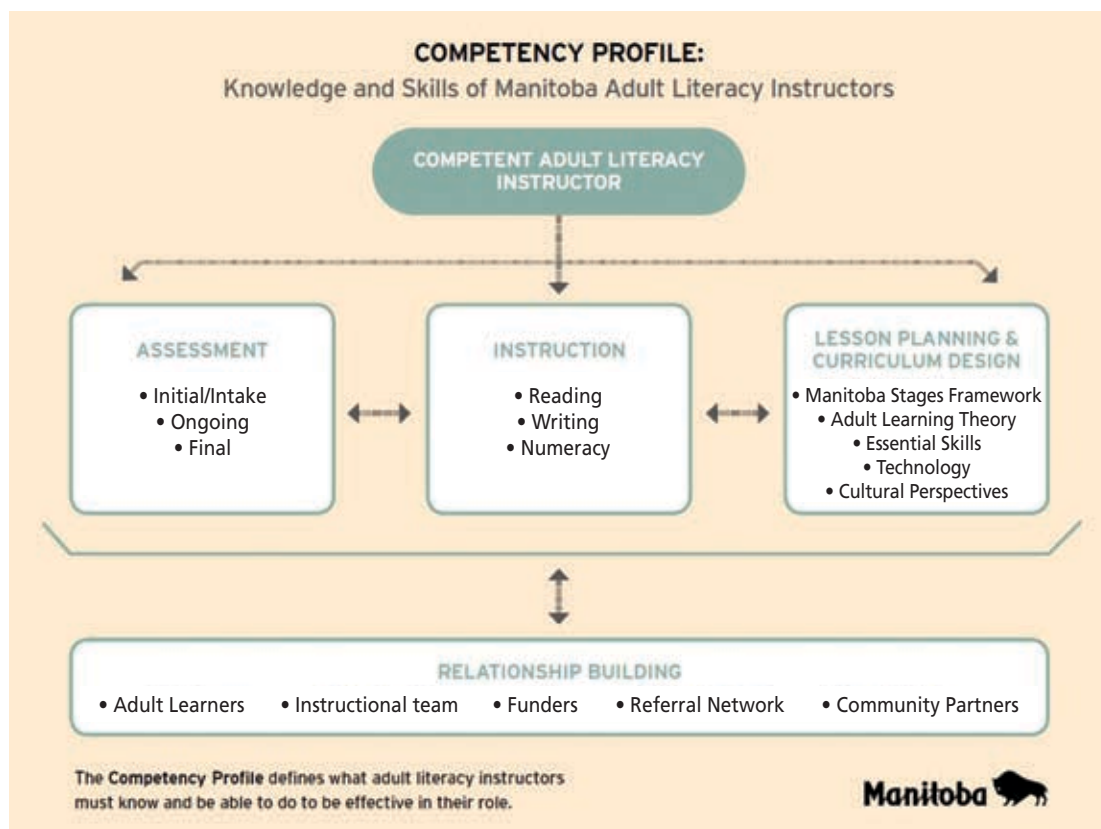 COMPETENCY PROFILE:
Knowledge and Skills of Manitoba Adult Literacy Instructors
COMPETENT ADULT LITERACY
INSTRUCTOR
ASSESSMENT
• Initial/Intake
• Ongoing
• Final
INSTRUCTION
• Reading
• Writing
• Numeracy
LESSON PLANNING &
CURRICULUM DESIGN
• Manitoba Stages Framework
• Adult Learning Theory
• Essential Skills
• Technology
• Cultural Perspectives
RELATIONSHIP BUILDING
• Adult Learners • Instructional team • Funders • Referral Network • Community Partners
The Competency Profile defines what adult literacy instructors
must know and be able to do to be effective in their role.
Manitoba